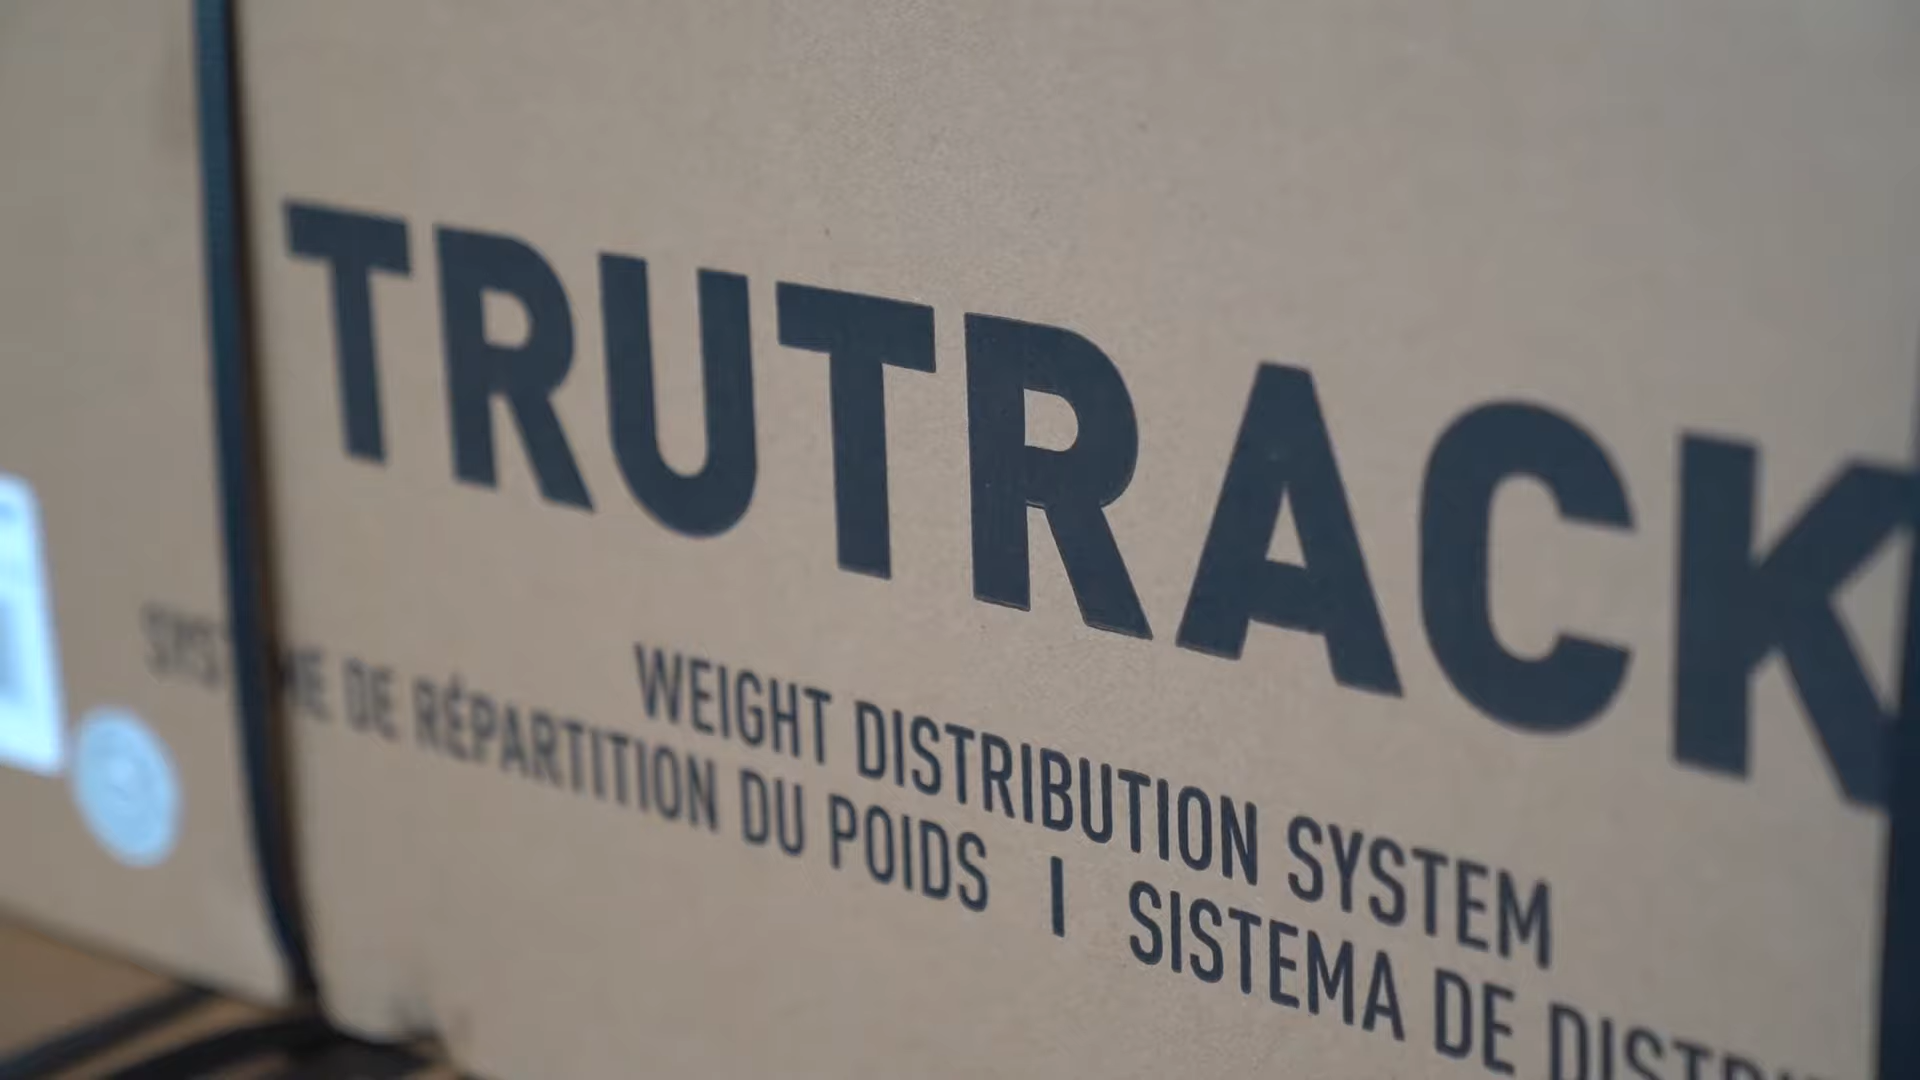 TRUTRACK
WEIGHT DISTRIBUTION SYSTEM
DE RÉPARTITION DU POIDS | SISTEMA DE